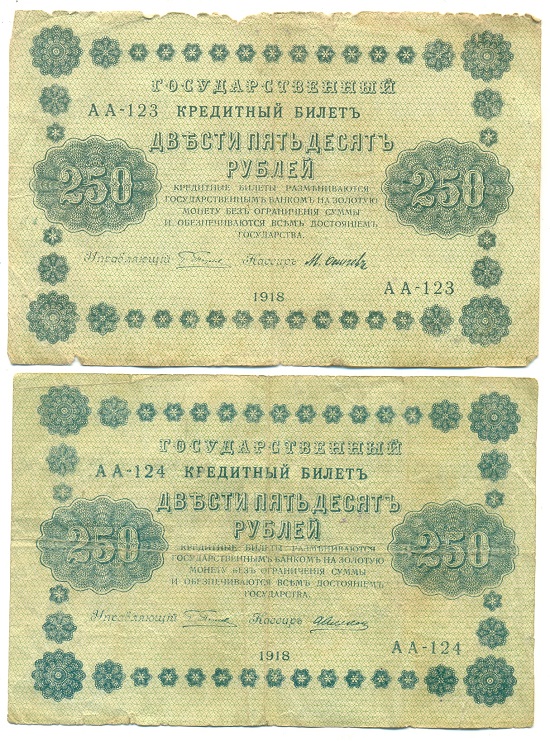 ГОСУДАРСТВЕННЫЙ
АА-123 КРЕДИТНЫЙ БИЛЕТЪ
ДВѢСТИ ПЯТЬДЕСЯТЪ
РУБЛЕЙ
250 250
КРЕДИТНЫЕ БИЛЕТЫ РАЗМѢНИВАЮТСЯ
ГОСУДАРСТВЕННЫМЪ БАНКОМЪ НА ЗОЛОТУЮ
МОНЕТУ БЕЗЪ ОГРАНИЧЕНІЯ СУММЫ
И ОБЕЗПЕЧИВАЮТСЯ ВСѢМЪ ДОСТОЯНІЕМЪ
ГОСУДАРСТВА.
Управляющій Кассиръ
АА-123
1918
ГОСУДАРСТВЕННЫЙ
АА-124 КРЕДИТНЫЙ БИЛЕТЪ
ДВѢСТИ ПЯТЬДЕСЯТЪ
РУБЛЕЙ
250 250
КРЕДИТНЫЕ БИЛЕТЫ РАЗМѢНИВАЮТСЯ
ГОСУДАРСТВЕННЫМЪ БАНКОМЪ НА ЗОЛОТУЮ
МОНЕТУ БЕЗЪ ОГРАНИЧЕНІЯ СУММЫ
И ОБЕЗПЕЧИВАЮТСЯ ВСѢМЪ ДОСТОЯНІЕМЪ
ГОСУДАРСТВА.
Управляющій Кассиръ
АА-124
1918